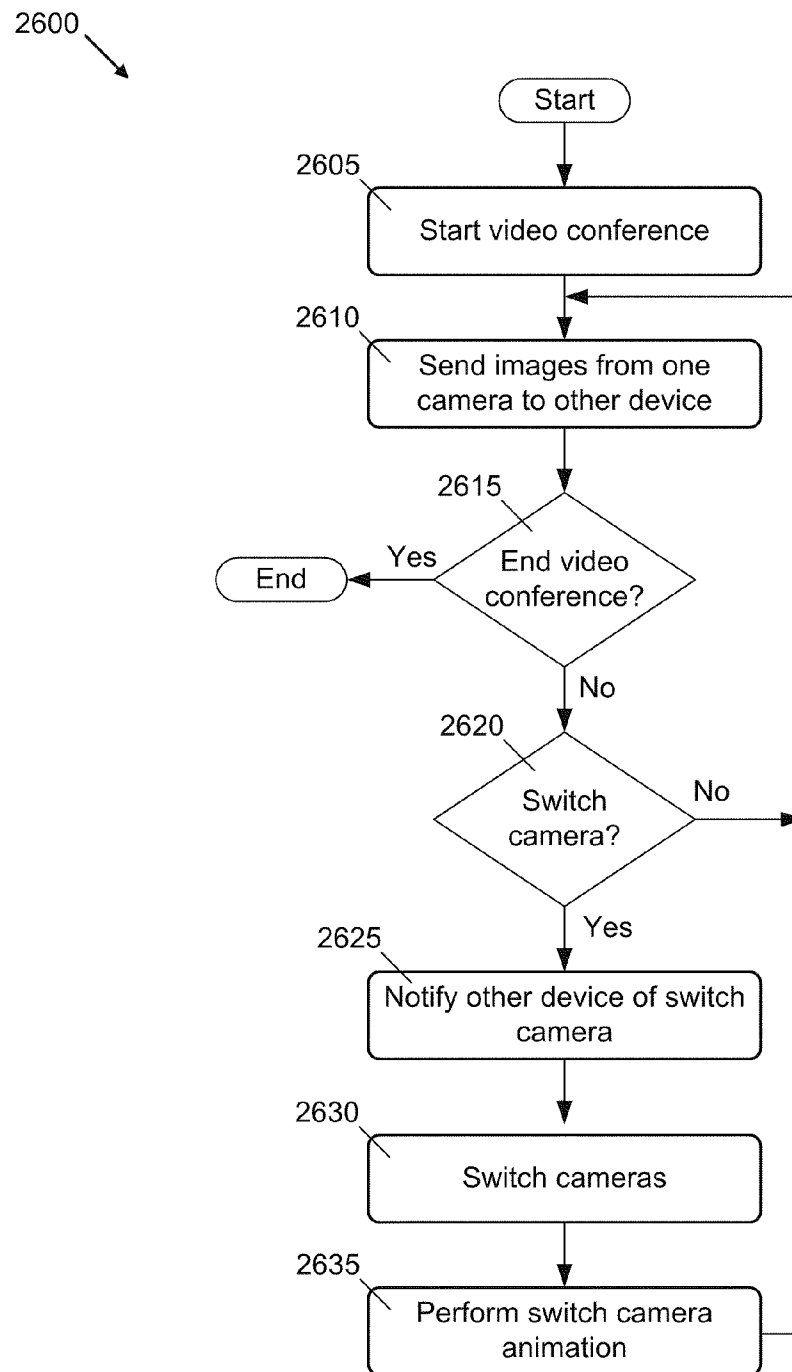 2600
Start
2605
Start video conference
2610
Send images from one
camera to other device
2615
End video
conference?
Yes
End
No
2620
Switch
camera?
No
Yes
2625
Notify other device of switch
camera
2630
Switch cameras
2635
Perform switch camera
animation